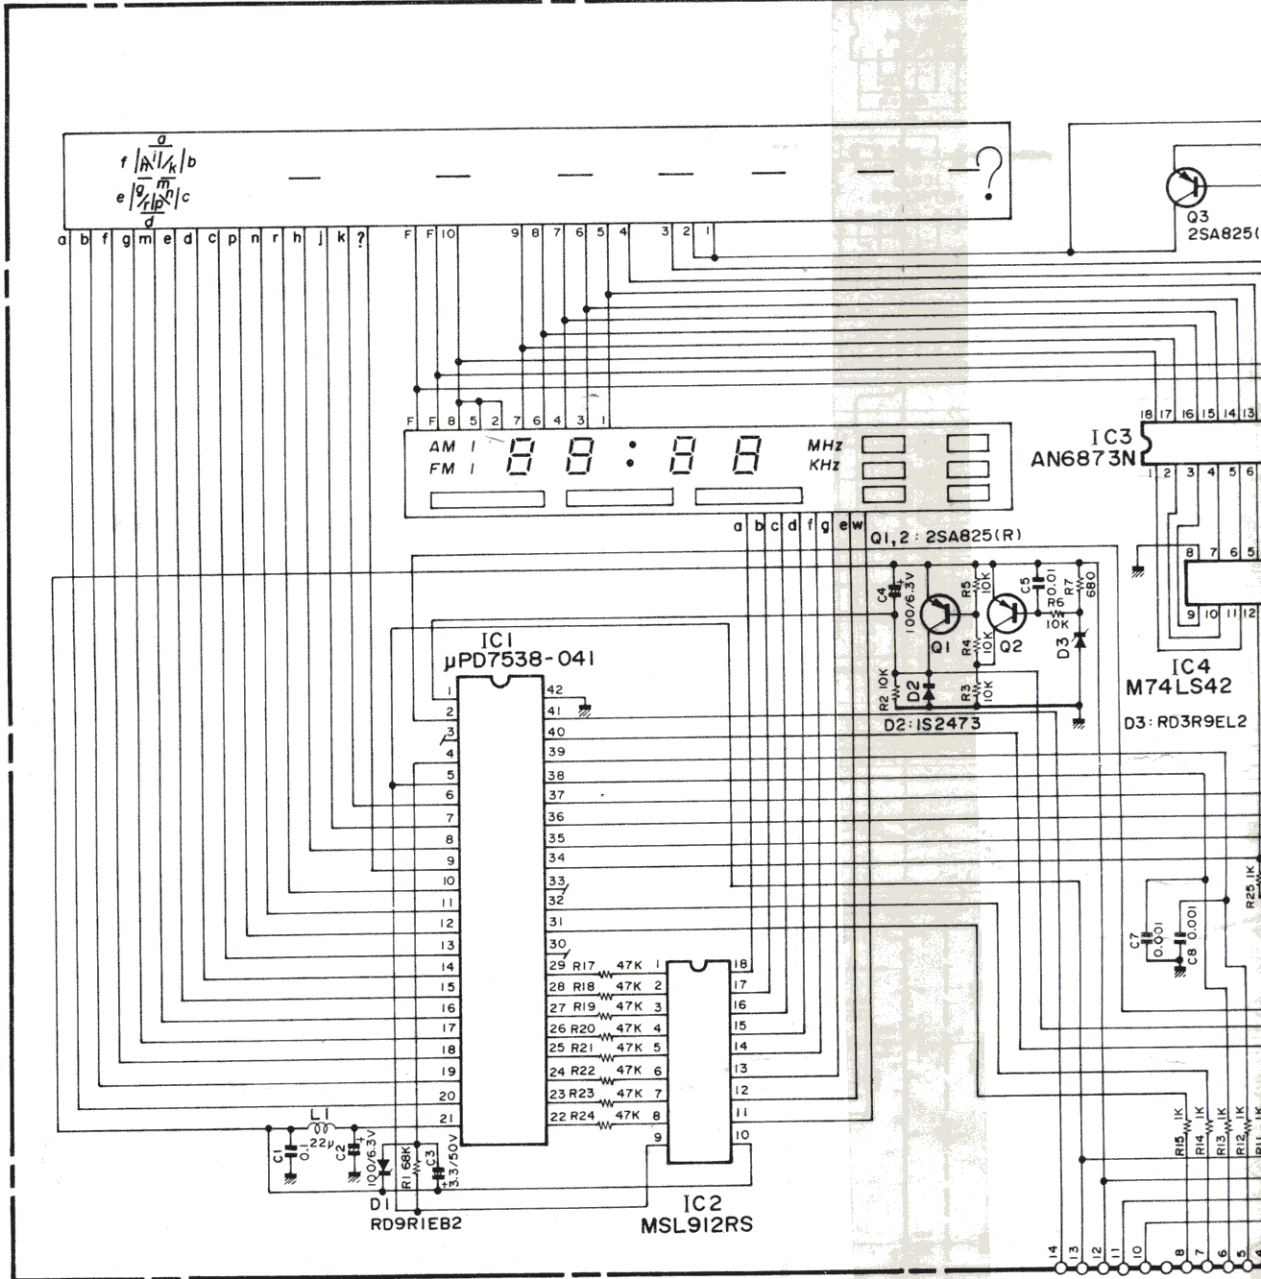 a
f h i k b
g m
e r p n c
d
?
a b f g m e d c p n r h j k ? F F 10 9 8 7 6 5 4 3 2 1
Q3
2SA825(
F F 8 5 2 7 6 4 3 1
18 17 16 15 14 13
IC3
AN6873N
1 2 3 4 5 6
AM 1 88:88 MHz
FM 1 KHz
a b c d f g e w
Q1,2 : 2SA825(R)
8 7 6 5
9 10 11 12
IC4
M74LS42
C4 100/6.3V
R5 10K
C5 0.01
R7 680
R6
10K
Q1
R4 10K
Q2
D3
R2 10K
D2
R3 10K
D2:1S2473
D3: RD3R9EL2
IC1
µPD7538-041
1 42
2 41
3 40
4 39
5 38
6 37
7 36
8 35
9 34
10 33
11 32
12 31
13 30
14 29 R17 47K 1 18
15 28 R18 47K 2 17
16 27 R19 47K 3 16
17 26 R20 47K 4 15
18 25 R21 47K 5 14
19 24 R22 47K 6 13
20 23 R23 47K 7 12
21 22 R24 47K 8 11
9 10
R25 1K
C7 0.001
C8 0.001
L1
22µ
C1 0.1
C2 100/6.3V
R1 68K
C3 3.3/50V
D1
RD9R1EB2
IC2
MSL912RS
R15 1K
R14 1K
R13 1K
R12 1K
R11 1K
14 13 12 11 10 8 7 6 5 4